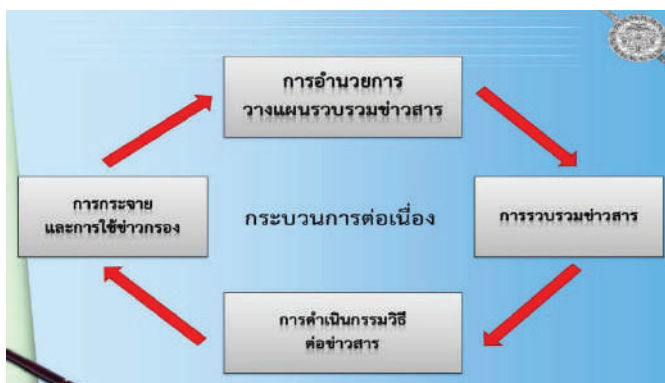 การอำนวยการ
วางแผนรวบรวมข่าวสาร
การกระจาย
และการใช้ข่าวกรอง
กระบวนการต่อเนื่อง
การรวบรวมข่าวสาร
การดำเนินกรรมวิธี
ต่อข่าวสาร